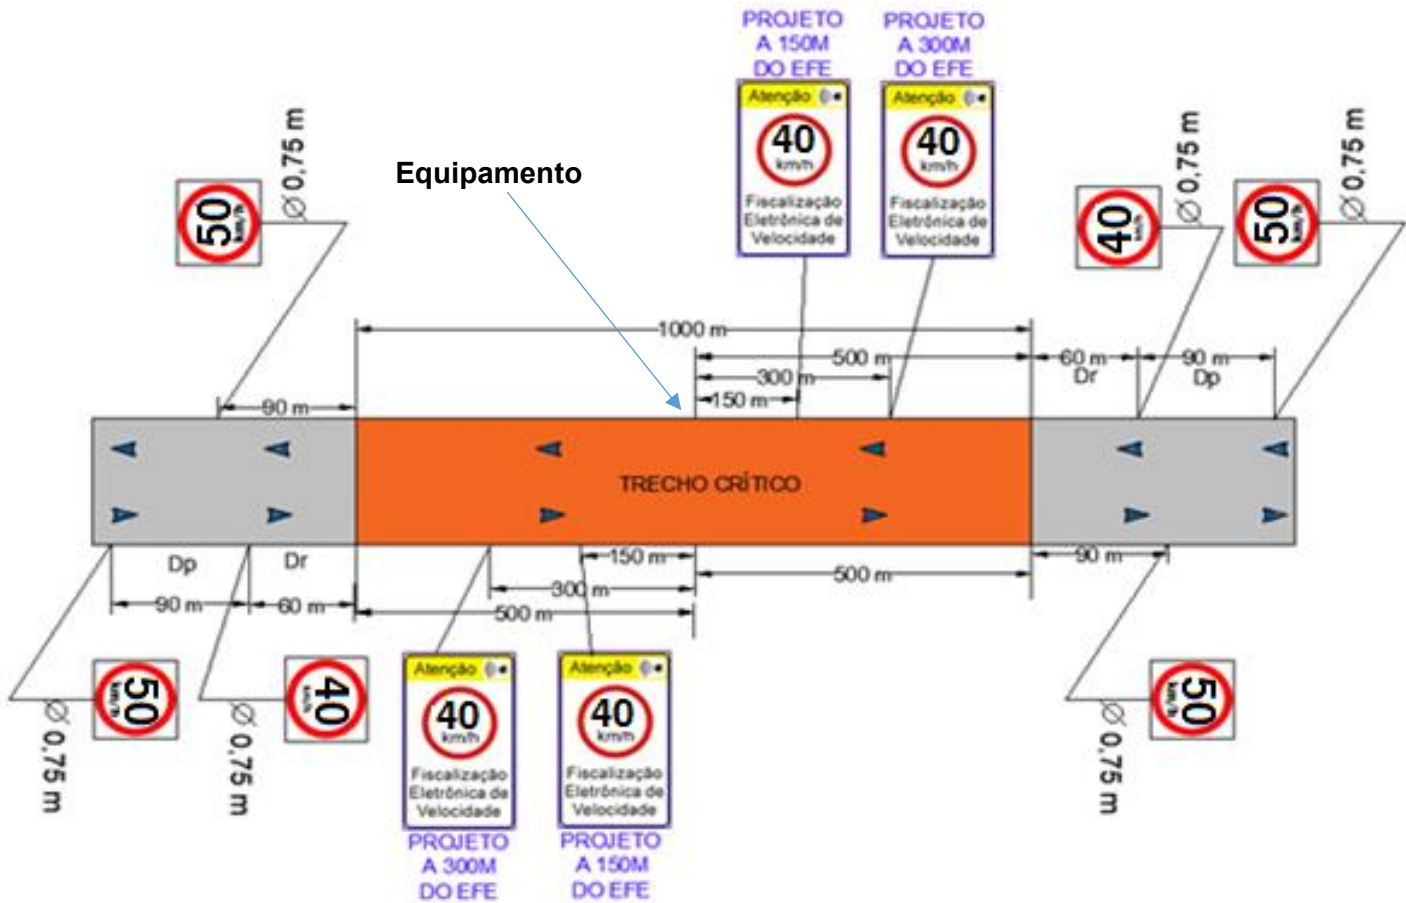 PROJETO
A 150M
DO EFE
PROJETO
A 300M
DO EFE
Atenção
40
km/h
Fiscalização
Eletrônica de
Velocidade
Atenção
40
km/h
Fiscalização
Eletrônica de
Velocidade
Equipamento
50
km/h
Ø 0,75 m
40
km/h
Ø 0,75 m
50
km/h
Ø 0,75 m
1000 m
500 m
60 m
90 m
300 m
Dr
Dp
150 m
90 m
TRECHO CRÍTICO
Dp
Dr
150 m
90 m
300 m
500 m
90 m
60 m
500 m
50
km/h
Ø 0,75 m
40
km/h
Ø 0,75 m
Atenção
40
km/h
Fiscalização
Eletrônica de
Velocidade
Atenção
40
km/h
Fiscalização
Eletrônica de
Velocidade
50
km/h
Ø 0,75 m
PROJETO
A 300M
DO EFE
PROJETO
A 150M
DO EFE